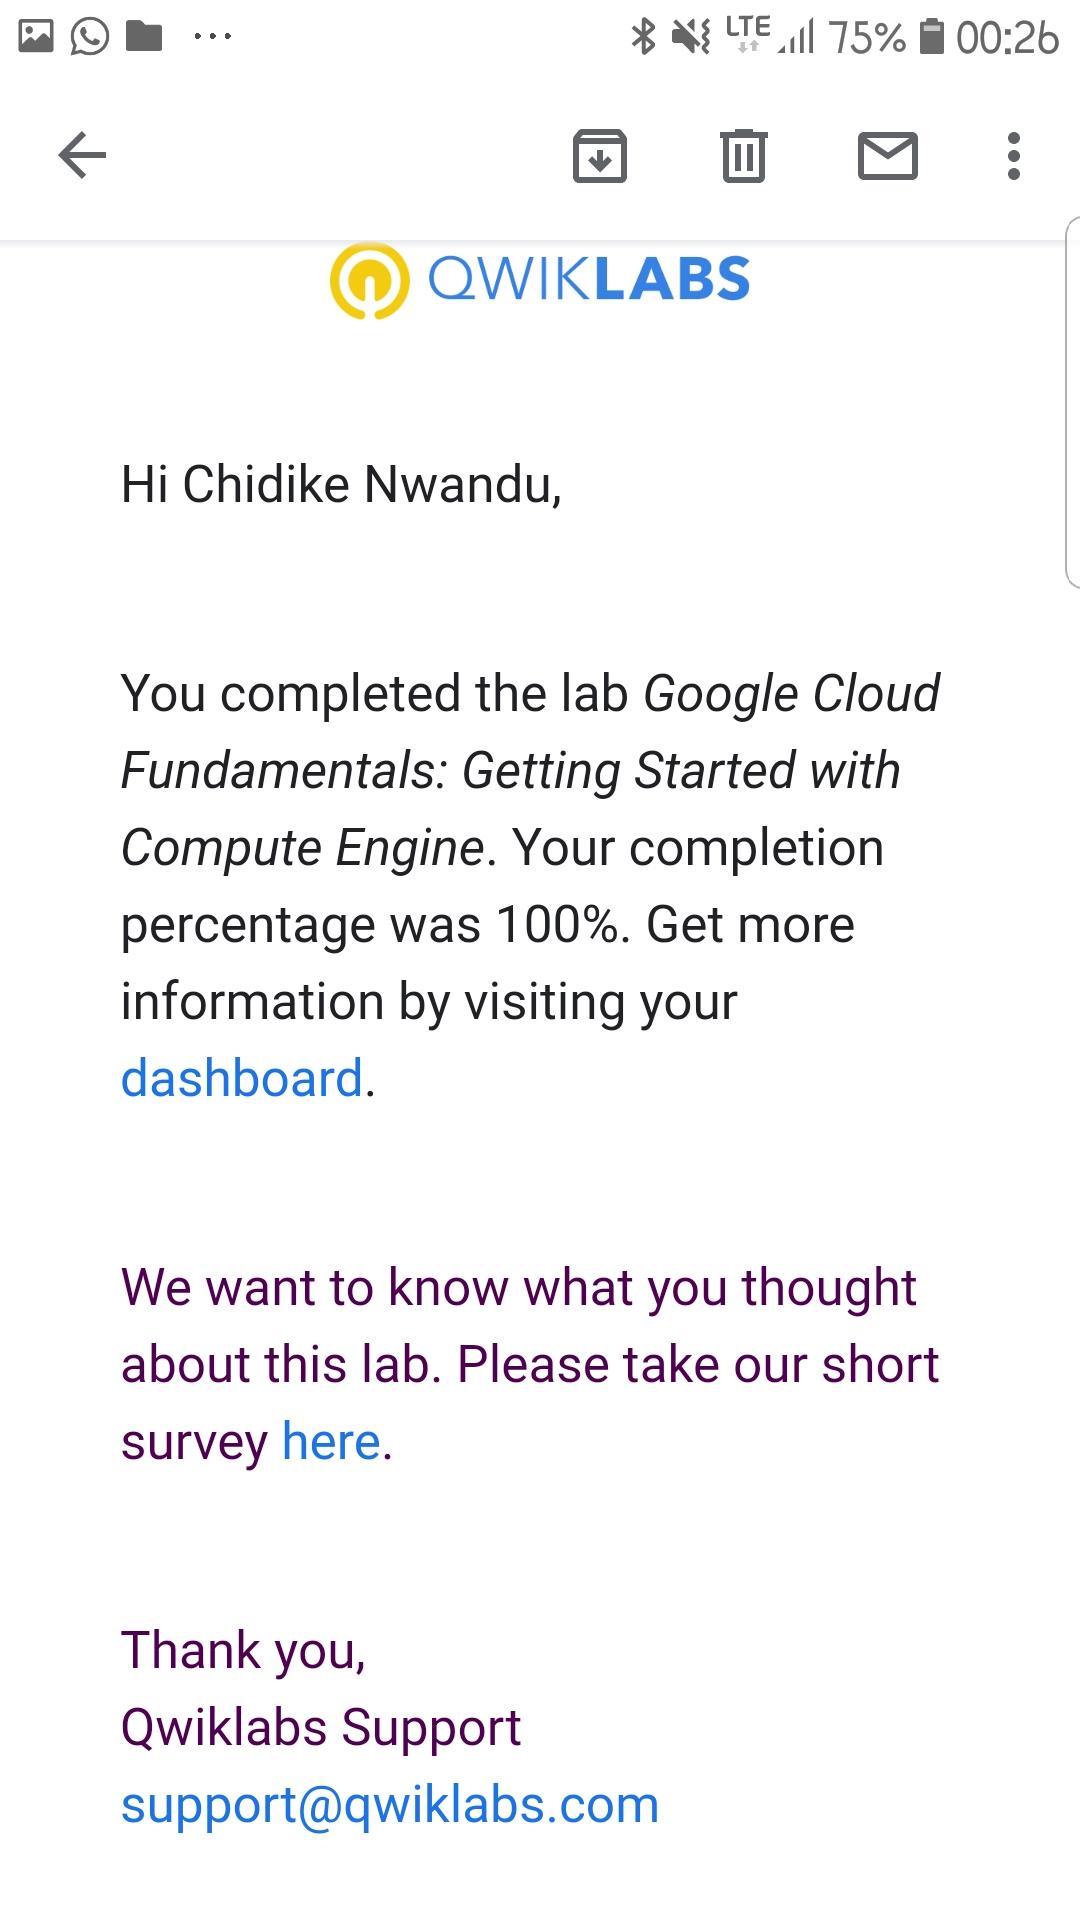 LTE 75% 00:26
QWIKLABS
Hi Chidike Nwandu,
You completed the lab Google Cloud
Fundamentals: Getting Started with
Compute Engine. Your completion
percentage was 100%. Get more
information by visiting your
dashboard.
We want to know what you thought
about this lab. Please take our short
survey here.
Thank you,
Qwiklabs Support
support@qwiklabs.com